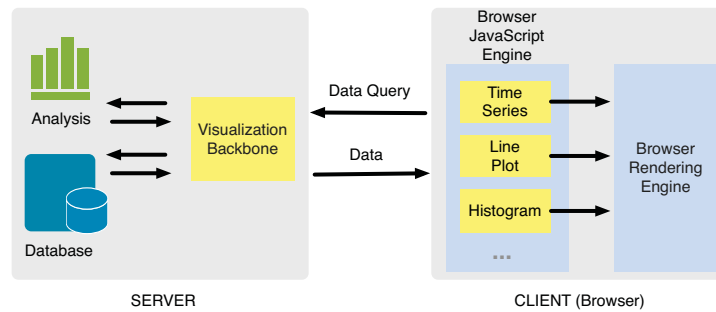 Browser
JavaScript
Engine
Analysis
Database
Visualization
Backbone
Data Query
Data
Time
Series
Line
Plot
Histogram
...
Browser
Rendering
Engine
SERVER
CLIENT (Browser)